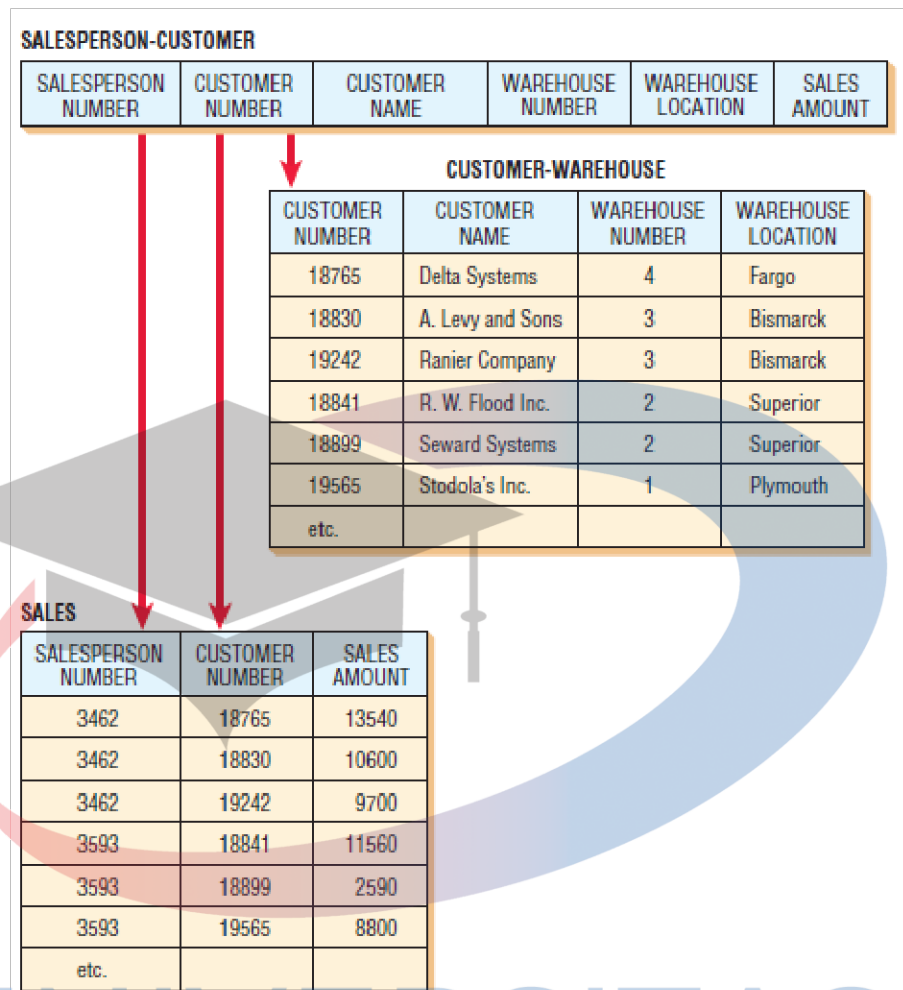 SALESPERSON-CUSTOMER
SALESPERSON NUMBER CUSTOMER NUMBER CUSTOMER NAME WAREHOUSE NUMBER WAREHOUSE LOCATION SALES AMOUNT
CUSTOMER-WAREHOUSE
CUSTOMER NUMBER CUSTOMER NAME WAREHOUSE NUMBER WAREHOUSE LOCATION
18765 Delta Systems 4 Fargo
18830 A. Levy and Sons 3 Bismarck
19242 Ranier Company 3 Bismarck
18841 R. W. Flood Inc. 2 Superior
18899 Seward Systems 2 Superior
19565 Stodola's Inc. 1 Plymouth
etc.
SALES
SALESPERSON NUMBER CUSTOMER NUMBER SALES AMOUNT
3462 18765 13540
3462 18830 10600
3462 19242 9700
3593 18841 11560
3593 18899 2590
3593 19565 8800
etc.